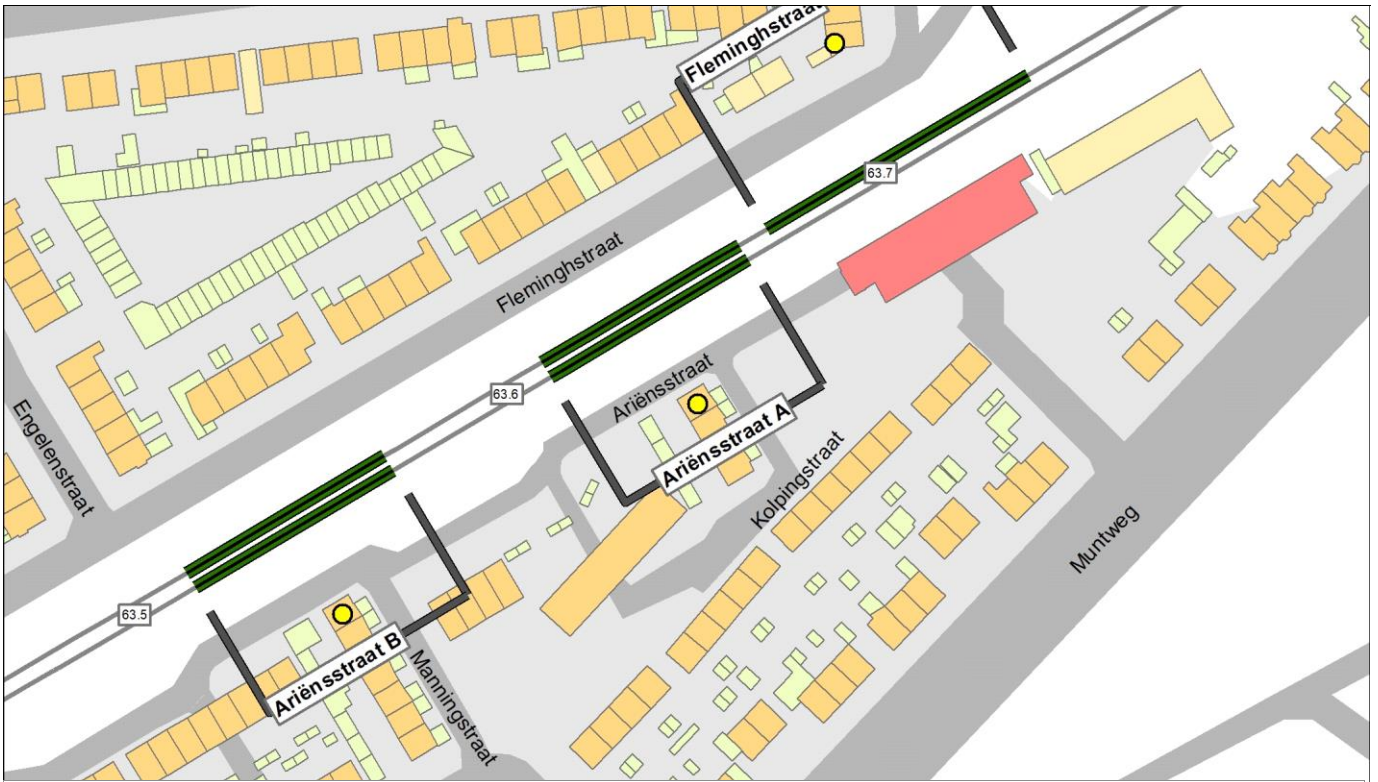 Fleminghstraat
63.7
Fleminghstraat
63.6
Ariënsstraat
Ariënsstraat A
Engelenstraat
Kolpingstraat
Muntweg
63.5
Ariënsstraat B
Manningstraat